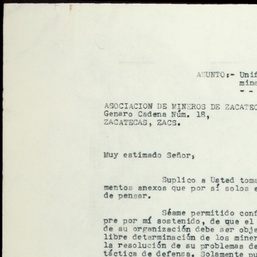 ASUNTO:- Unif
mine
ASOCIACION DE MINEROS DE ZACATEC
Genaro Cadena Núm. 18,
ZACATECAS, ZACS.
Muy estimado Señor;
Suplico a Usted toma
mentos anexos que por sí solos e
de pensar.
Séame permitido conf
pre por mí sostenido, de que el
de su organización debe ser obje
libre determinación de los miner
la resolución de su problemas de
táctica de defensa. Solamente pu